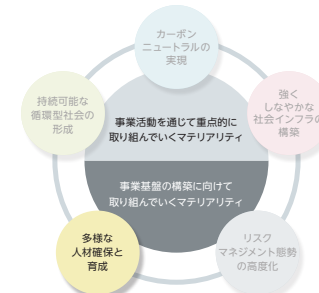 カーボン
ニュートラルの
実現
持続可能な
循環型社会の
形成
強く
しなやかな
社会インフラの
構築
事業活動を通じて重点的に
取り組んでいくマテリアリティ
事業基盤の構築に向けて
取り組んでいくマテリアリティ
多様な
人材確保と
育成
リスク
マネジメント態勢
の高度化